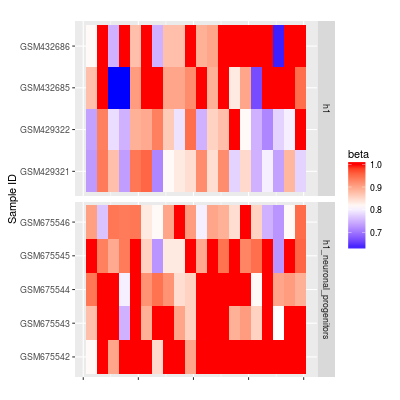 Sample ID
GSM432686
GSM432685
GSM429322
GSM429321
h1
GSM675546
GSM675545
GSM675544
GSM675543
GSM675542
h1_neuronal_progenitors
beta
1.0
0.9
0.8
0.7